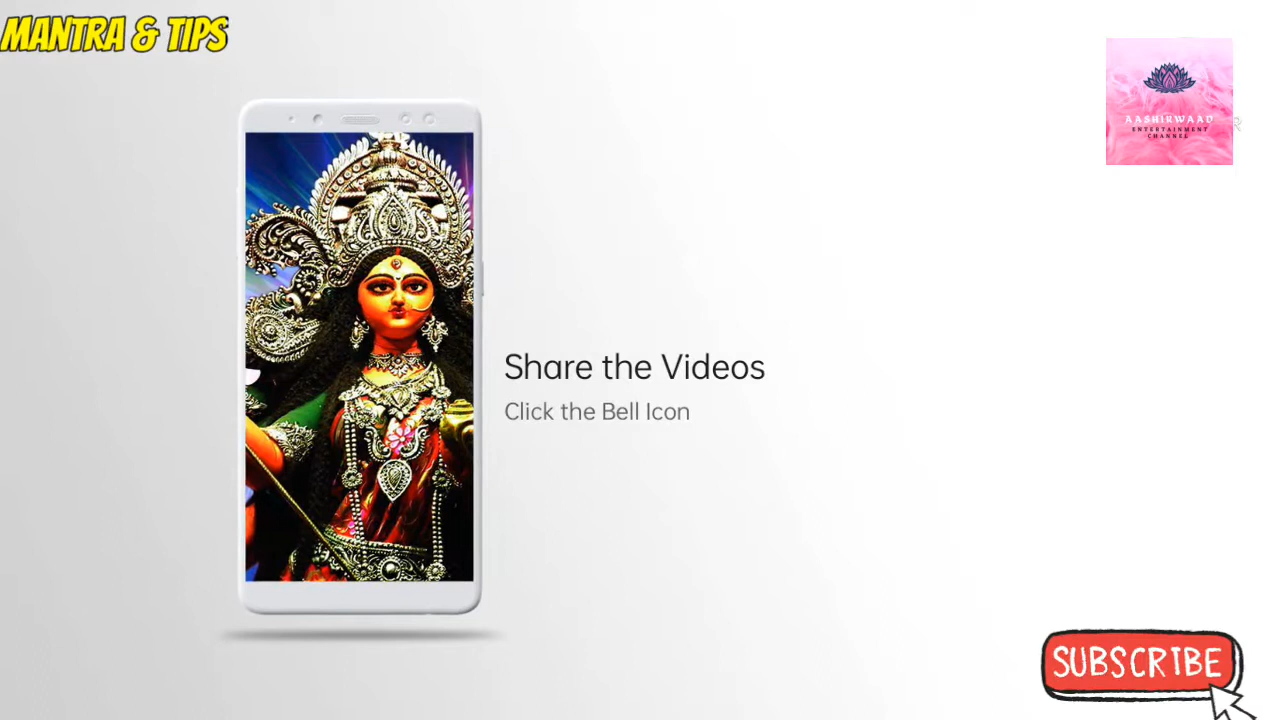 MANTRA & TIPS
AASHIRWAAD
ENTERTAINMENT
CHANNEL
Share the Videos
Click the Bell Icon
SUBSCRIBE